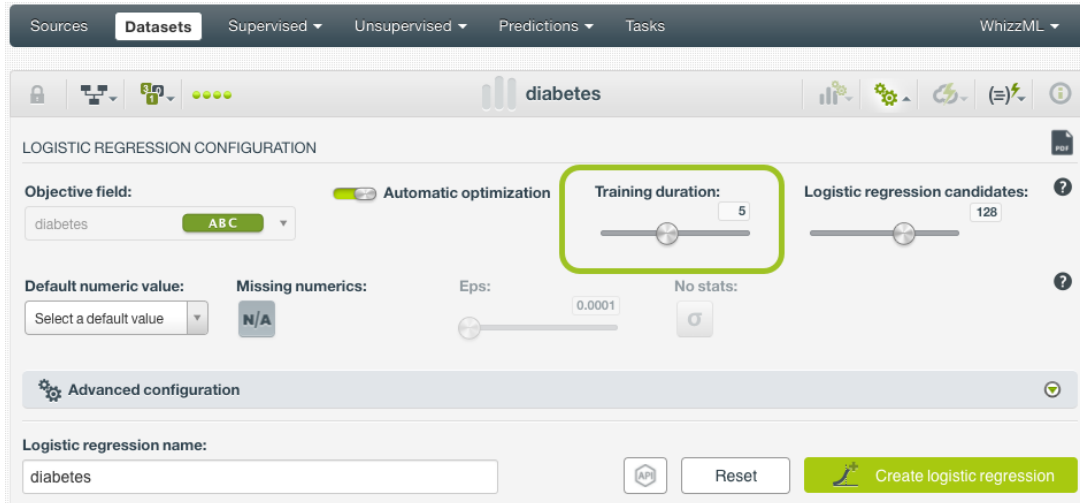 Sources Datasets Supervised Unsupervised Predictions Tasks WhizzML
diabetes
LOGISTIC REGRESSION CONFIGURATION
PDF
Objective field: Automatic optimization Training duration: Logistic regression candidates: ?
diabetes ABC 5 128
Default numeric value: Missing numerics: Eps: No stats: ?
Select a default value N/A 0.0001 σ
Advanced configuration
Logistic regression name:
diabetes API Reset Create logistic regression